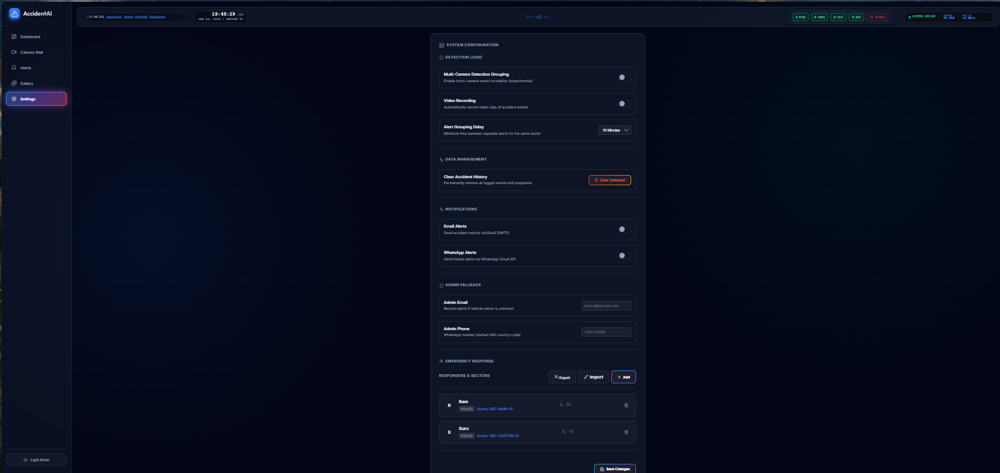 AccidentAI
Dashboard
Camera Wall
Alerts
Gallery
Settings
Light Mode
[19:48:29]
19:48:29
JAN 02, 2026 | SECTOR 01
PUB
ZMQ
CLF
API
REC
SYSTEM ONLINE
58 FPS
16 MB/s
SYSTEM CONFIGURATION
DETECTION LOGIC
Multi-Camera Detection Grouping
Enable cross-camera event correlation (experimental)
Video Recording
Automatically record video clips of accident events
Alert Grouping Delay
Minimum time between separate alerts for the same sector
10 Minutes
DATA MANAGEMENT
Clear Accident History
Permanently remove all logged events and snapshots
Clear Database
NOTIFICATIONS
Email Alerts
Send accident reports via Email (SMTP)
WhatsApp Alerts
Send instant alerts via WhatsApp Cloud API
ADMIN FALLBACK
Admin Email
Receive alerts if vehicle owner is unknown
admin@example.com
Admin Phone
WhatsApp number (started with country code)
15551234567
EMERGENCY RESPONSE
RESPONDERS & SECTORS
Export
Import
Add
R
Ram
POLICE Sector: SEC-MAIN-10
S
Suru
POLICE Sector: SEC-CUSTOM-01
Save Changes